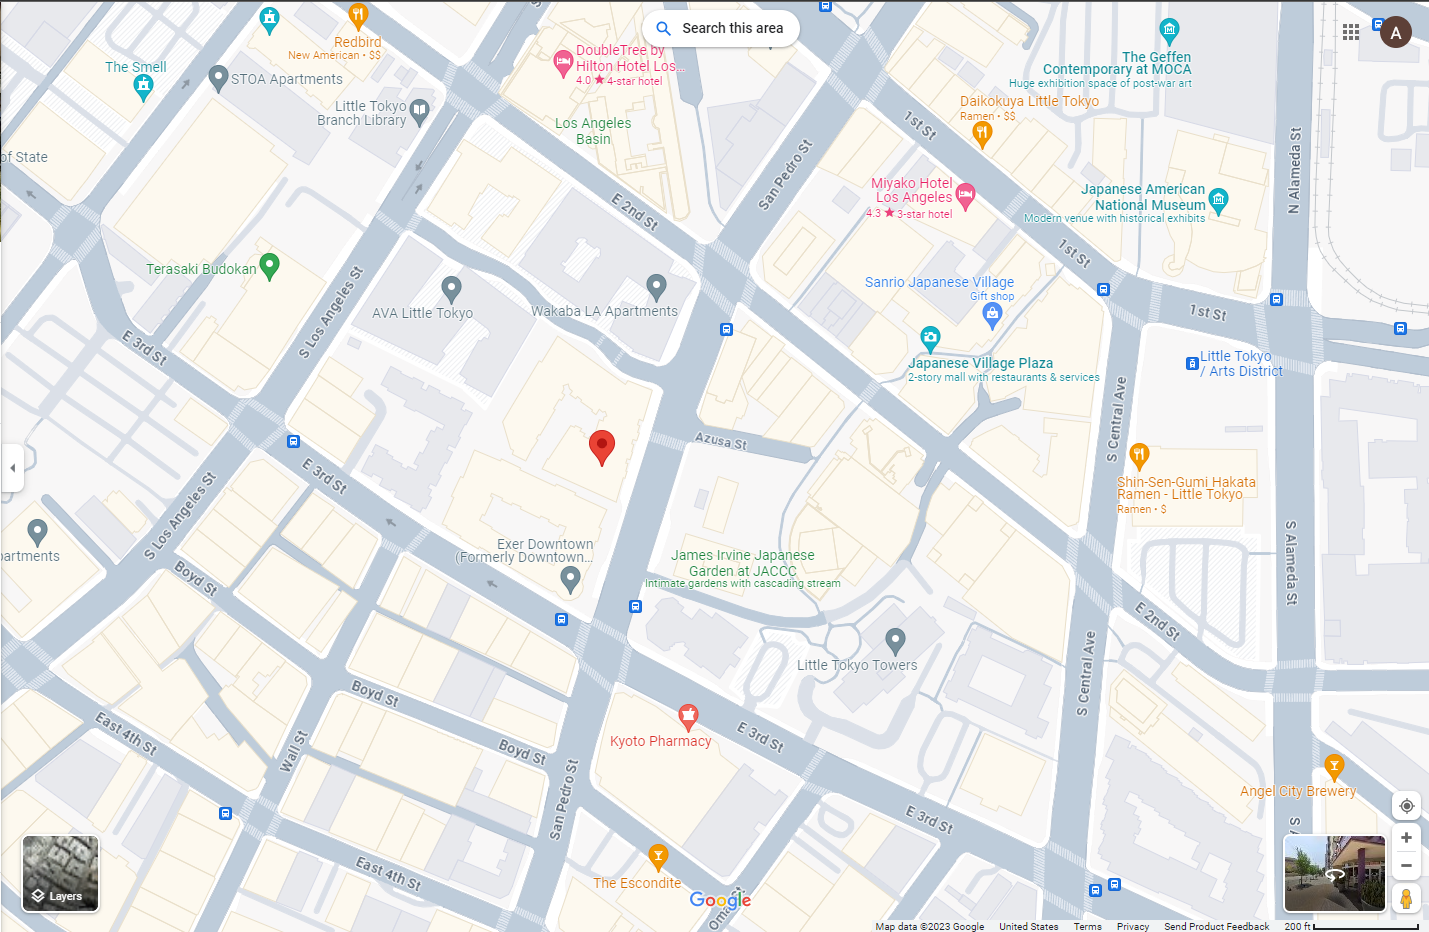 Search this area
A
Redbird
New American • $$
The Smell
STOA Apartments
Little Tokyo
Branch Library
of State
DoubleTree by
Hilton Hotel Los...
4.0 ★ 4-star hotel
Los Angeles
Basin
The Geffen
Contemporary at MOCA
Huge exhibition space of post-war art
Daikokuya Little Tokyo
Ramen • $$
1st St
N Alameda St
San Pedro St
E 2nd St
Miyako Hotel
Los Angeles
4.3 ★ 3-star hotel
Japanese American
National Museum
Modern venue with historical exhibits
1st St
Terasaki Budokan
S Los Angeles St
AVA Little Tokyo
Wakaba LA Apartments
Sanrio Japanese Village
Gift shop
1st St
E 3rd St
Japanese Village Plaza
2-story mall with restaurants & services
Little Tokyo
/ Arts District
S Central Ave
Azusa St
E 3rd St
S Los Angeles St
Shin-Sen-Gumi Hakata
Ramen - Little Tokyo
Ramen • $
partments
Exer Downtown
(Formerly Downtown...
James Irvine Japanese
Garden at JACCC
Intimate gardens with cascading stream
S Alameda St
Boyd St
E 2nd St
Little Tokyo Towers
S Central Ave
Boyd St
East 4th St
Wall St
Boyd St
Kyoto Pharmacy
E 3rd St
San Pedro St
Angel City Brewery
E 3rd St
East 4th St
The Escondite
Layers
Google
Map data ©2023 Google
United States
Terms
Privacy
Send Product Feedback
200 ft